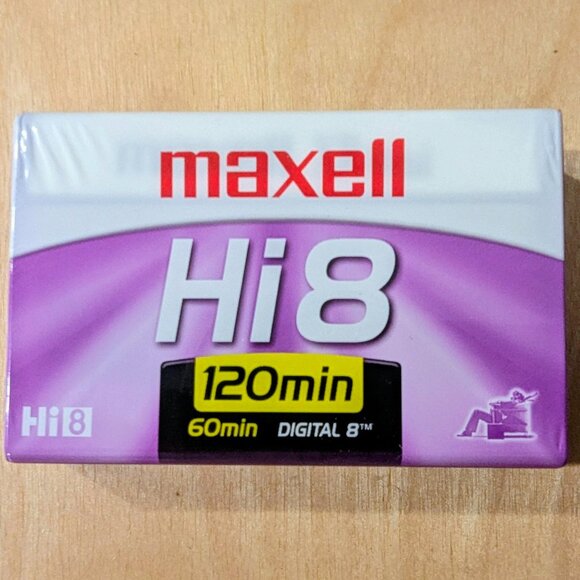 maxell
Hi8
120min
60min DIGITAL 8™
Hi8